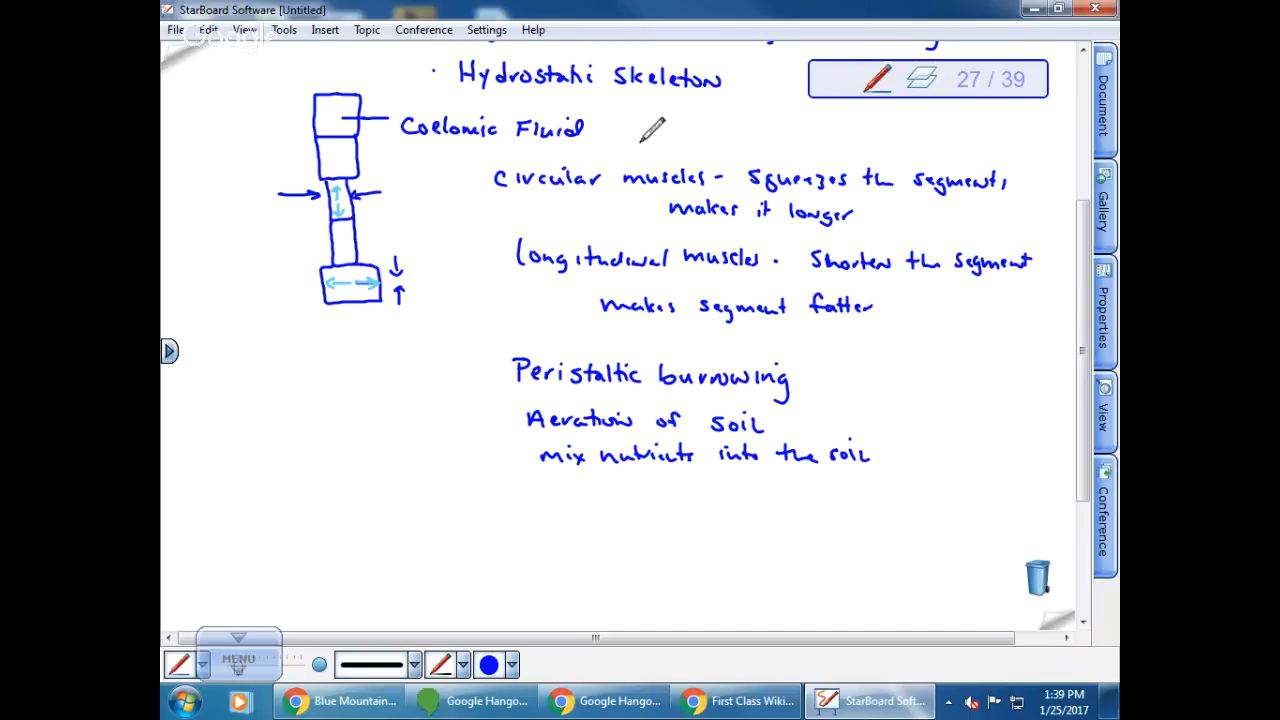 StarBoard Software [Untitled]
File Edit View Tools Insert Topic Conference Settings Help
Google
· Hydrostati Skeleton
27 / 39
Coelomic Fluid
circular muscles - squeezes the segment,
makes it longer
longitudinal muscles . Shorten the segment
makes segment fatter
Peristaltic burrowing
Aeration of soil
mix nutrients into the soil
Document
Gallery
Properties
View
Conference
MENU
Blue Mountain...
Google Hango...
Google Hango...
First Class Wiki...
StarBoard Soft...
1:39 PM
1/25/2017